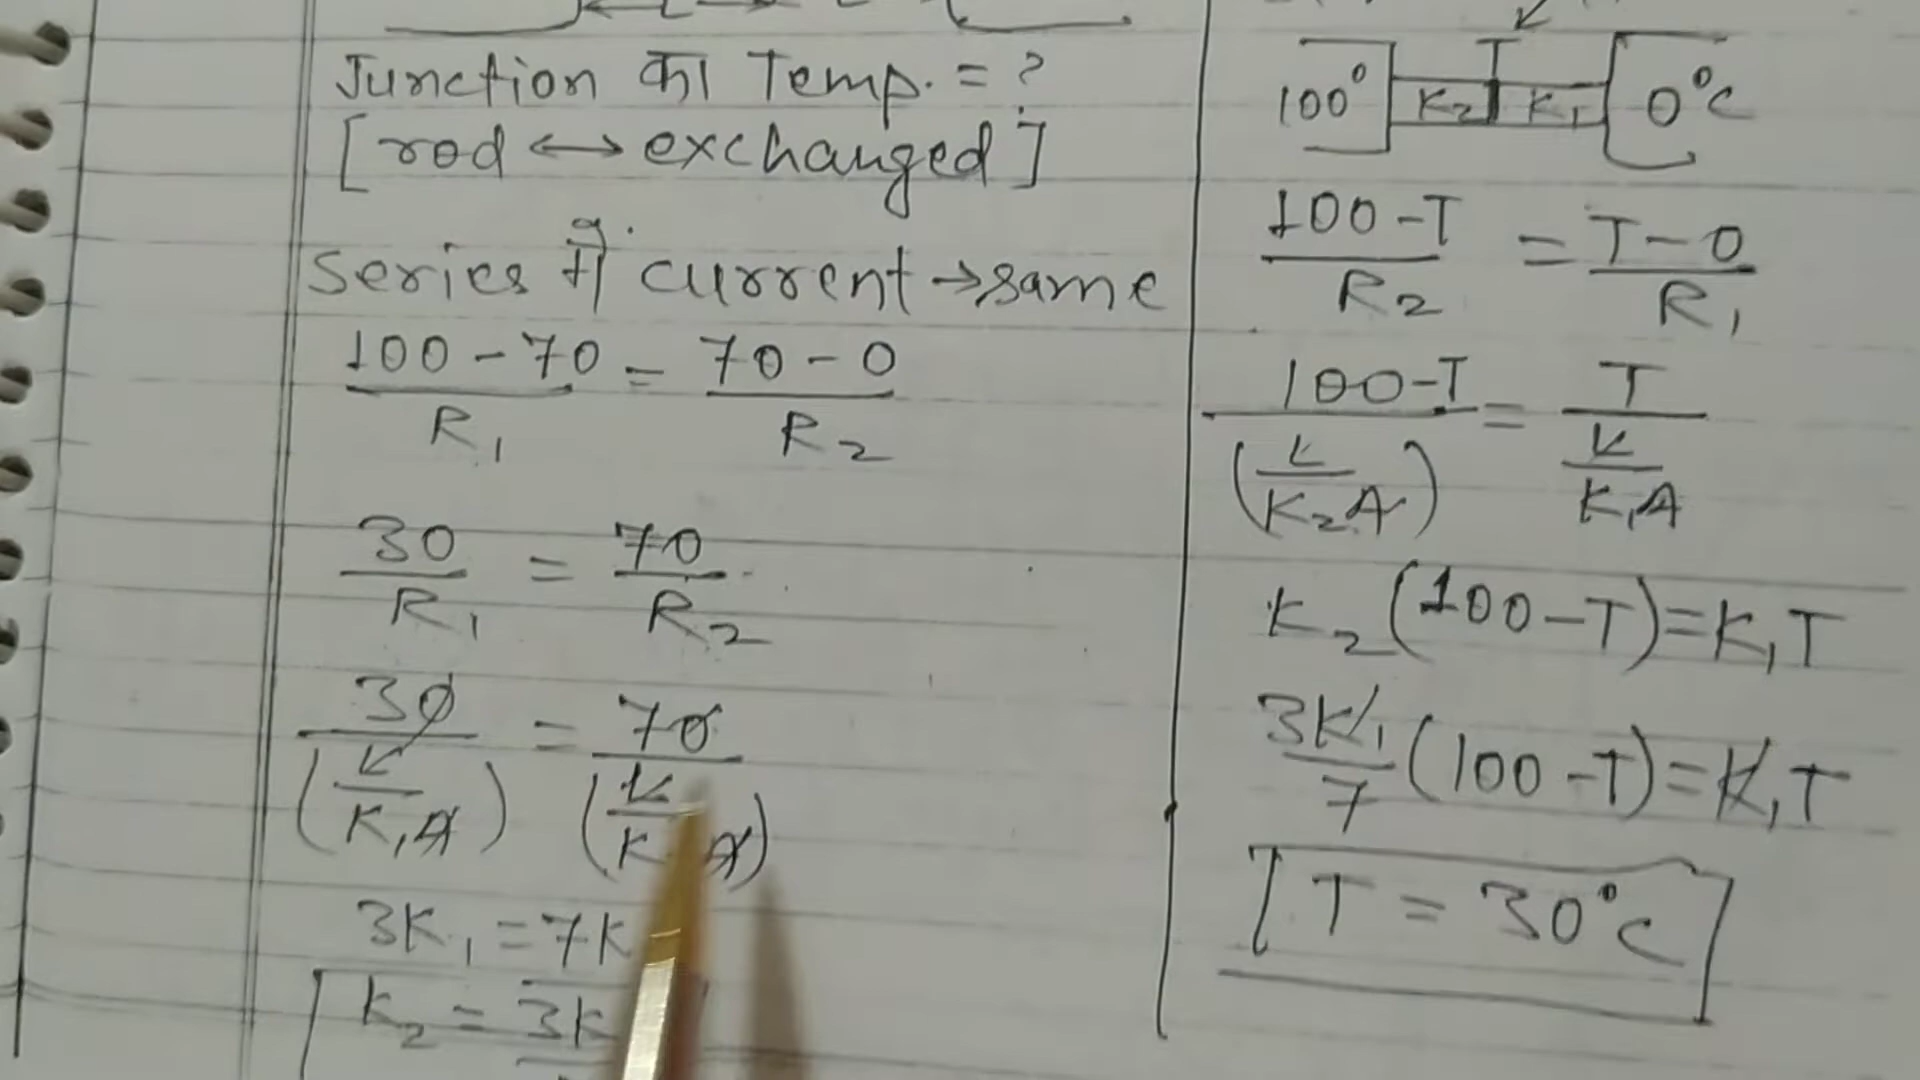 Junction का Temp. = ?
[rod ↔ exchanged]
Series में current → same
100 - 70 / R1 = 70 - 0 / R2
30 / R1 = 70 / R2
30 / (L / K1A) = 70 / (L / K A)
3K1 = 7K
K2 = 3K
T
100° K2 K1 0°C
100 - T / R2 = T - 0 / R1
100 - T / (L / K2A) = T / L / K1A
K2 (100 - T) = K1T
3K1 / 7 (100 - T) = K1T
T = 30°C